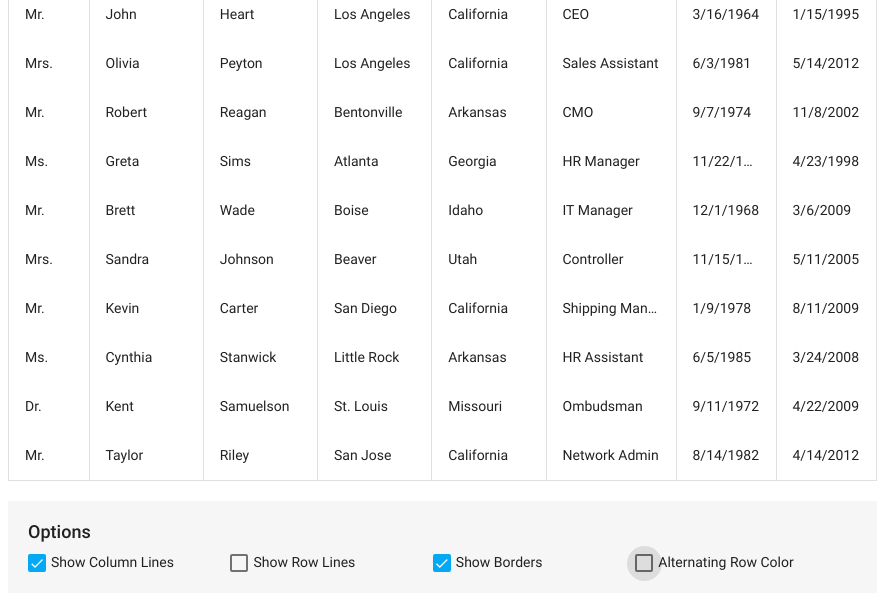 Mr. John Heart Los Angeles California CEO 3/16/1964 1/15/1995
Mrs. Olivia Peyton Los Angeles California Sales Assistant 6/3/1981 5/14/2012
Mr. Robert Reagan Bentonville Arkansas CMO 9/7/1974 11/8/2002
Ms. Greta Sims Atlanta Georgia HR Manager 11/22/1... 4/23/1998
Mr. Brett Wade Boise Idaho IT Manager 12/1/1968 3/6/2009
Mrs. Sandra Johnson Beaver Utah Controller 11/15/1... 5/11/2005
Mr. Kevin Carter San Diego California Shipping Man... 1/9/1978 8/11/2009
Ms. Cynthia Stanwick Little Rock Arkansas HR Assistant 6/5/1985 3/24/2008
Dr. Kent Samuelson St. Louis Missouri Ombudsman 9/11/1972 4/22/2009
Mr. Taylor Riley San Jose California Network Admin 8/14/1982 4/14/2012
Options
Show Column Lines Show Row Lines Show Borders Alternating Row Color